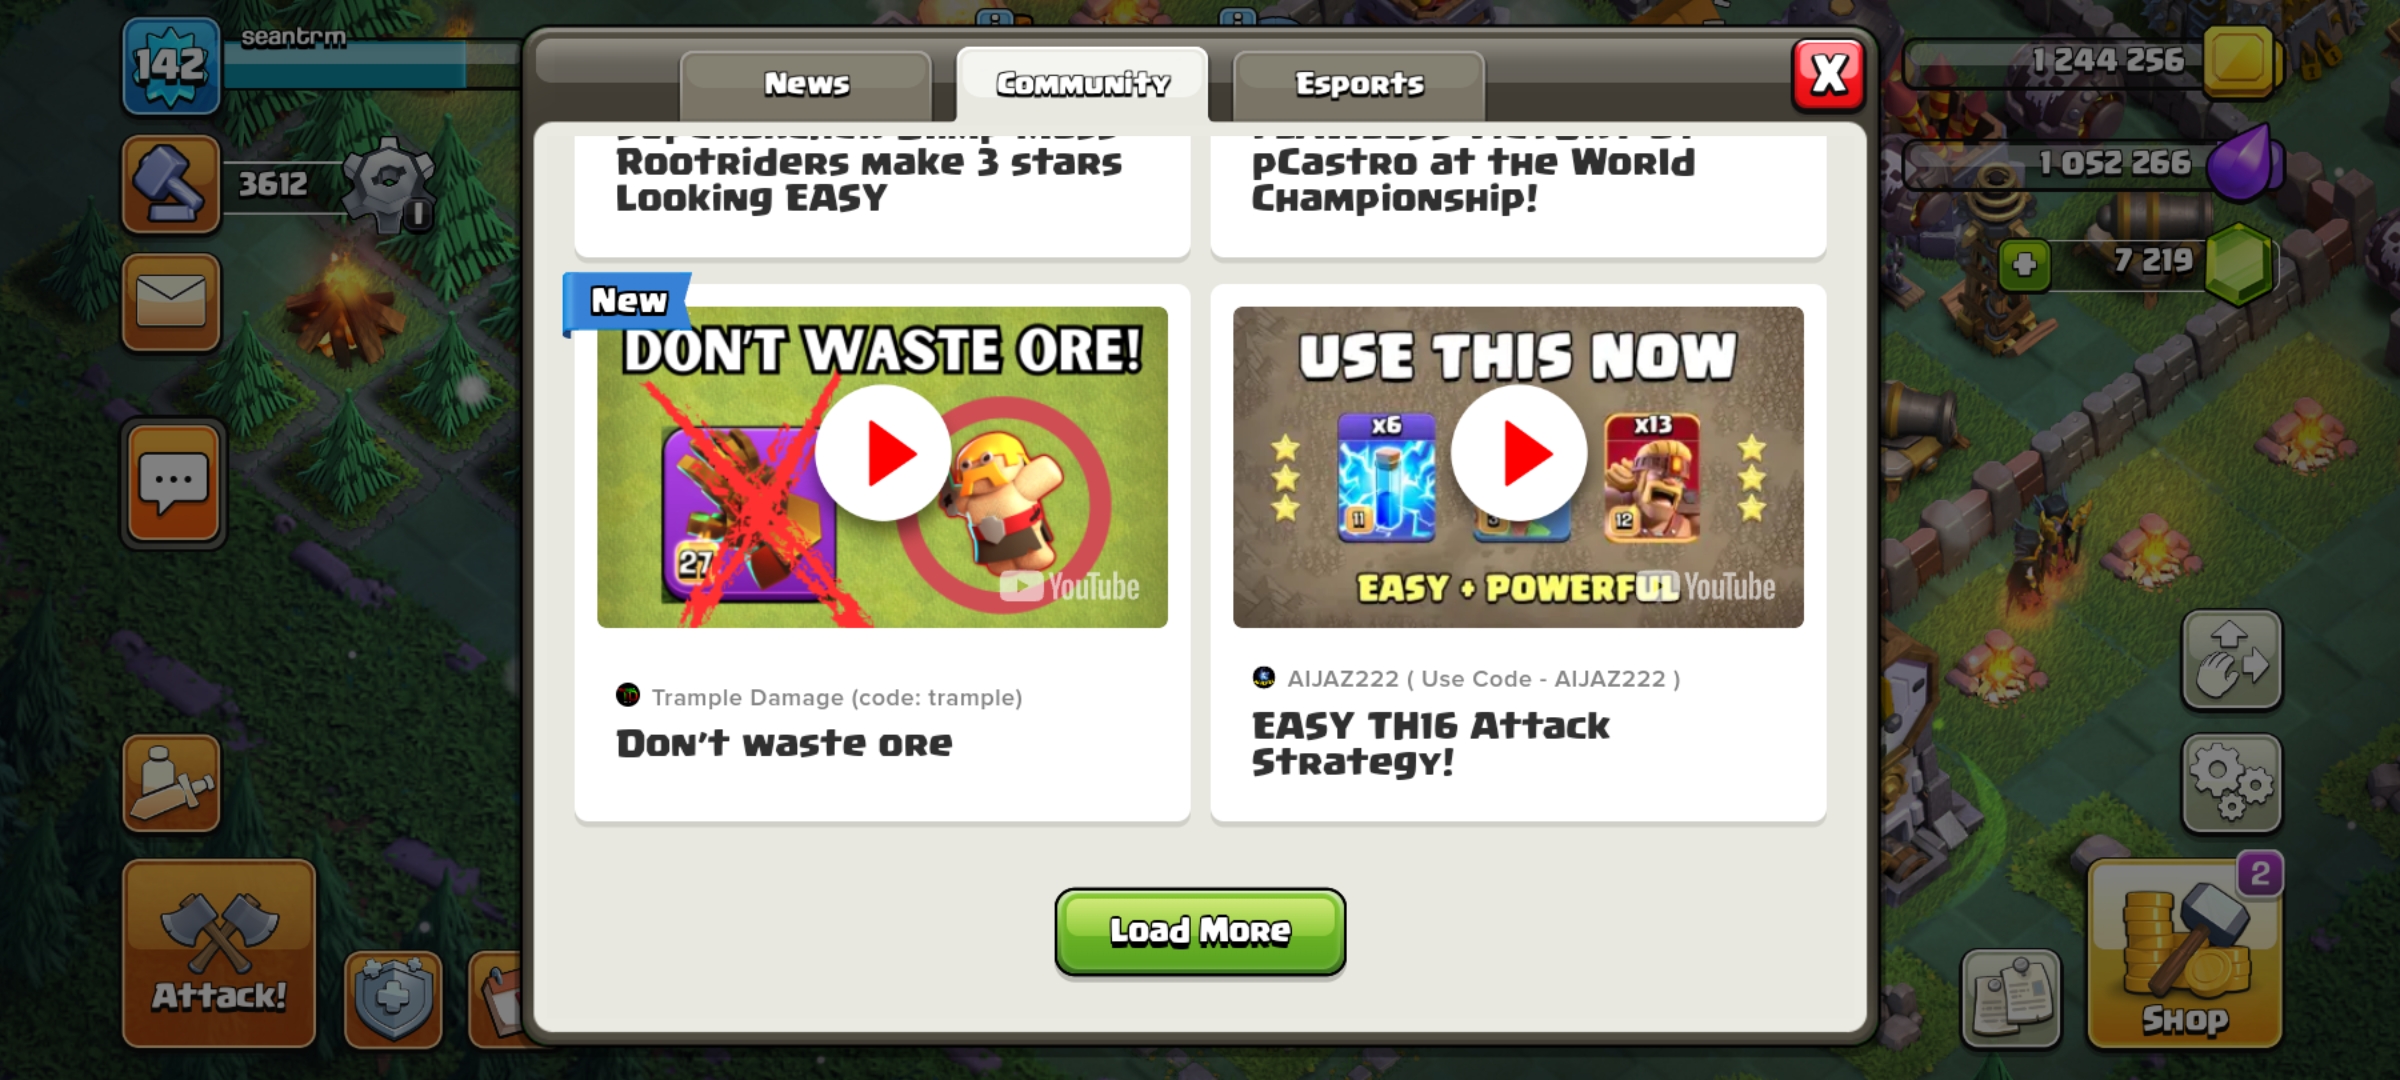 142
seantrm
3612
News
Community
Esports
X
1 244 256
1 052 266
7 219
Rootriders make 3 stars
Looking EASY
pCastro at the World
Championship!
New
DON'T WASTE ORE!
27
YouTube
Trample Damage (code: trample)
Don't waste ore
USE THIS NOW
x6
x13
11
12
EASY + POWERFUL
YouTube
AIJAZ222 ( Use Code - AIJAZ222 )
EASY TH16 Attack
Strategy!
Load More
Attack!
2
Shop